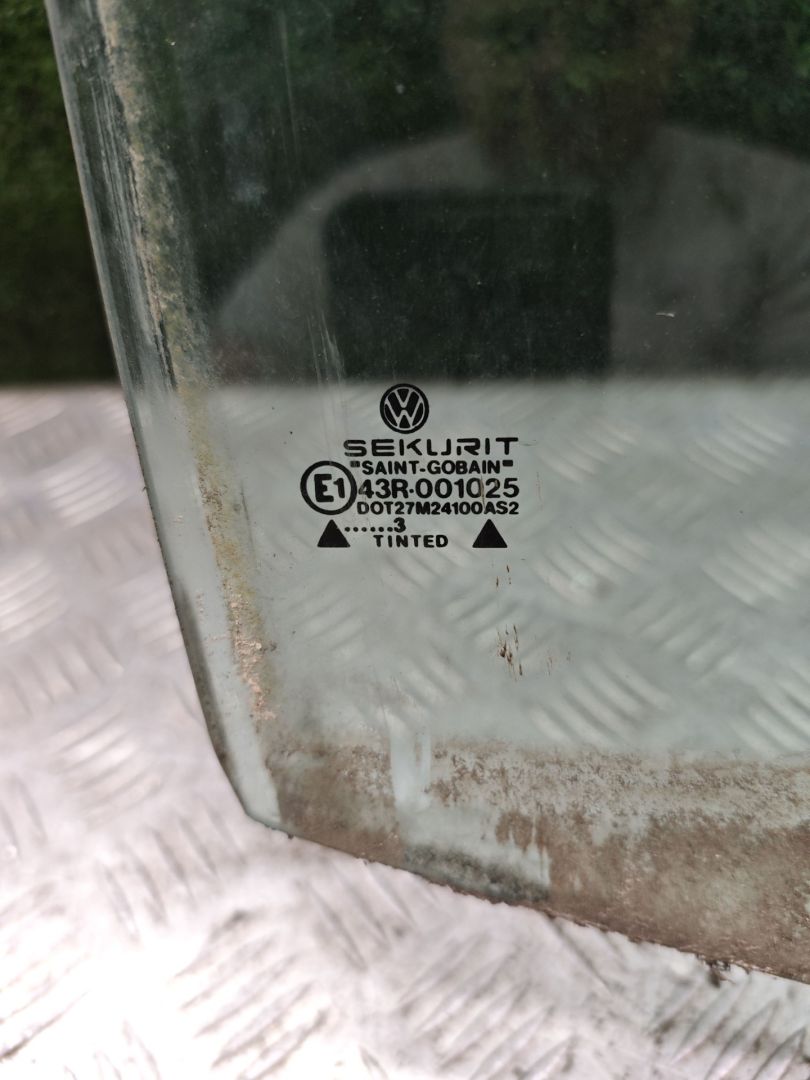 SEKURIT
"SAINT-GOBAIN"
E1 43R-001025
DOT27M24100AS2
......3
TINTED